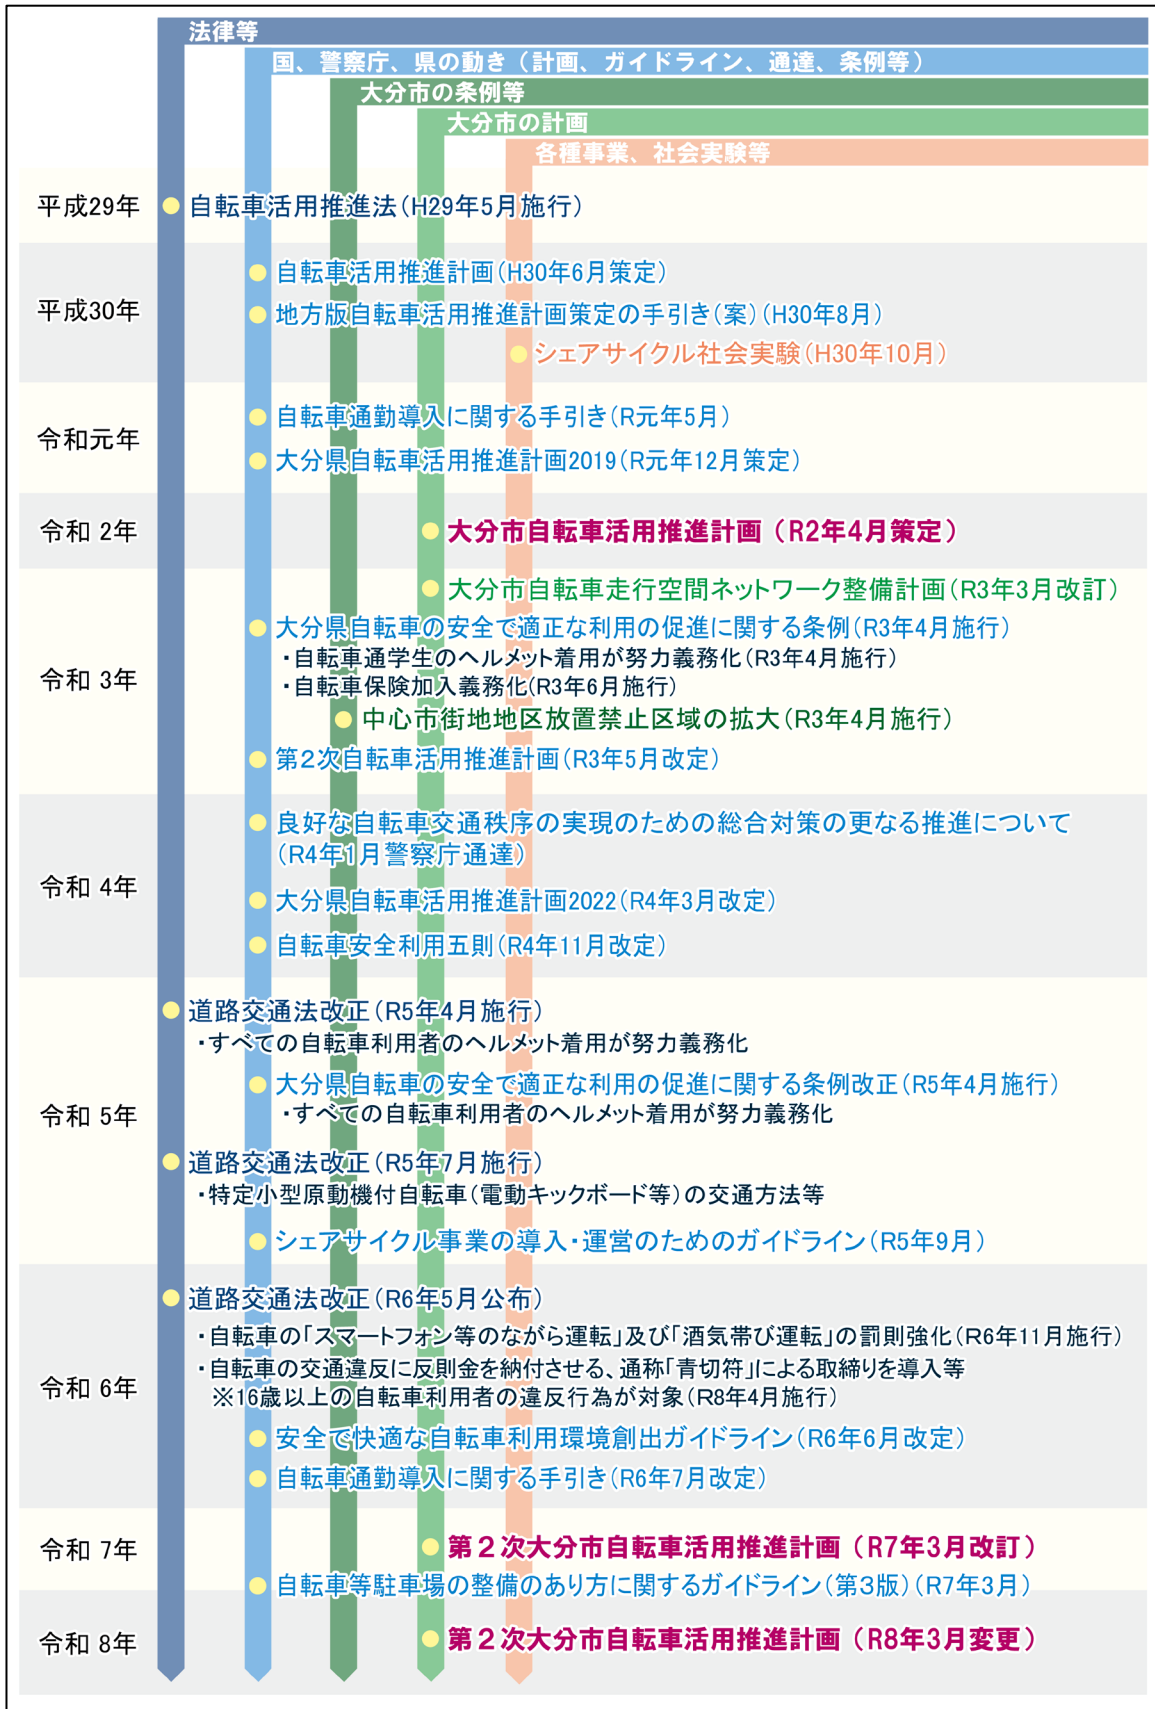 法律等
国、警察庁、県の動き（計画、ガイドライン、通達、条例等）
大分市の条例等
大分市の計画
各種事業、社会実験等
平成29年
自転車活用推進法（H29年5月施行）
平成30年
自転車活用推進計画（H30年6月策定）
地方版自転車活用推進計画策定の手引き（案）（H30年8月）
シェアサイクル社会実験（H30年10月）
令和元年
自転車通勤導入に関する手引き（R元年5月）
大分県自転車活用推進計画2019（R元年12月策定）
令和 2年
大分市自転車活用推進計画（R2年4月策定）
令和 3年
大分市自転車走行空間ネットワーク整備計画（R3年3月改訂）
大分県自転車の安全で適正な利用の促進に関する条例（R3年4月施行）
・自転車通学生のヘルメット着用が努力義務化（R3年4月施行）
・自転車保険加入義務化（R3年6月施行）
中心市街地地区放置禁止区域の拡大（R3年4月施行）
第２次自転車活用推進計画（R3年5月改定）
令和 4年
良好な自転車交通秩序の実現のための総合対策の更なる推進について
（R4年1月警察庁通達）
大分県自転車活用推進計画2022（R4年3月改定）
自転車安全利用五則（R4年11月改定）
令和 5年
道路交通法改正（R5年4月施行）
・すべての自転車利用者のヘルメット着用が努力義務化
大分県自転車の安全で適正な利用の促進に関する条例改正（R5年4月施行）
・すべての自転車利用者のヘルメット着用が努力義務化
道路交通法改正（R5年7月施行）
・特定小型原動機付自転車（電動キックボード等）の交通方法等
シェアサイクル事業の導入・運営のためのガイドライン（R5年9月）
令和 6年
道路交通法改正（R6年5月公布）
・自転車の「スマートフォン等のながら運転」及び「酒気帯び運転」の罰則強化（R6年11月施行）
・自転車の交通違反に反則金を納付させる、通称「青切符」による取締りを導入等
※16歳以上の自転車利用者の違反行為が対象（R8年4月施行）
安全で快適な自転車利用環境創出ガイドライン（R6年6月改定）
自転車通勤導入に関する手引き（R6年7月改定）
令和 7年
第２次大分市自転車活用推進計画（R7年3月改訂）
自転車等駐車場の整備のあり方に関するガイドライン（第３版）（R7年3月）
令和 8年
第２次大分市自転車活用推進計画（R8年3月変更）